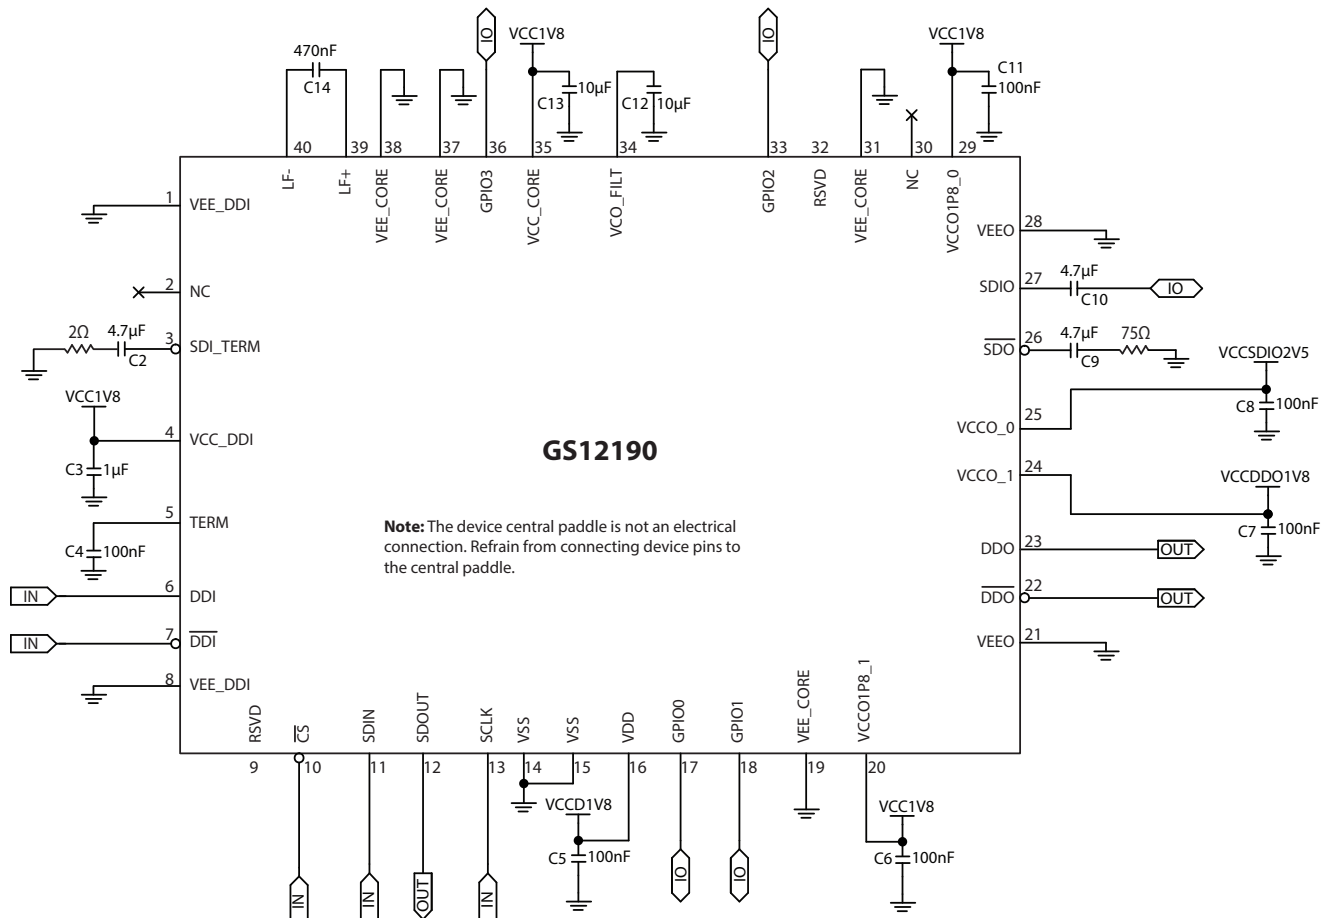 IO
IO
VCC1V8
VCC1V8
470nF
C14
C13
10µF
C12
10µF
C11
100nF
40
39
38
37
36
35
34
33
32
31
30
29
LF-
LF+
VEE_CORE
VEE_CORE
GPIO3
VCC_CORE
VCO_FILT
GPIO2
RSVD
VEE_CORE
NC
VCCO1P8_0
1
VEE_DDI
2
NC
2Ω
4.7µF
C2
3
SDI_TERM
VCC1V8
4
VCC_DDI
C3
1µF
5
TERM
C4
100nF
IN
6
DDI
IN
7
DDI
8
VEE_DDI
GS12190
Note: The device central paddle is not an electrical
connection. Refrain from connecting device pins to
the central paddle.
VEEO
28
SDIO
27
4.7µF
C10
IO
SDO
26
4.7µF
C9
75Ω
VCCSDIO2V5
VCCO_0
25
C8
100nF
VCCO_1
24
VCCDDO1V8
C7
100nF
DDO
23
OUT
DDO
22
OUT
VEEO
21
RSVD
CS
SDIN
SDOUT
SCLK
VSS
VSS
VDD
GPIO0
GPIO1
VEE_CORE
VCCO1P8_1
9
10
11
12
13
14
15
16
17
18
19
20
VCCD1V8
VCC1V8
C5
100nF
C6
100nF
IN
IN
OUT
IN
IO
IO